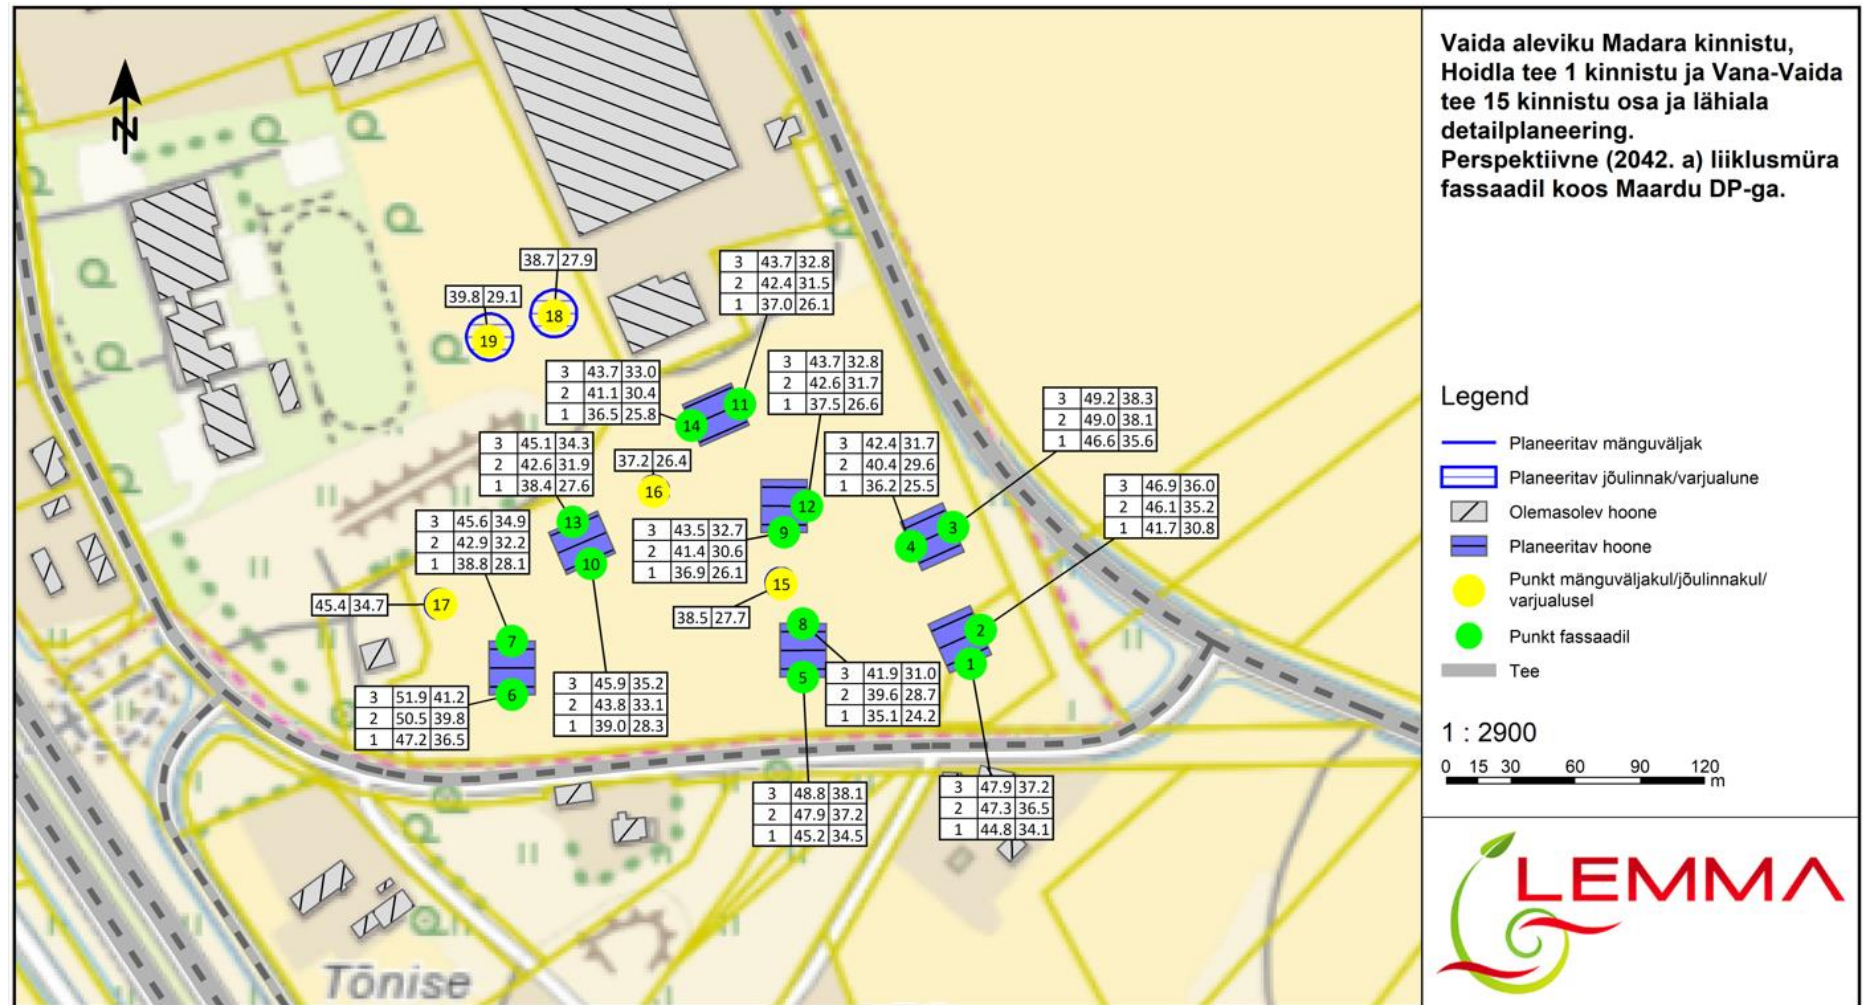 Vaida aleviku Madara kinnistu,
Hoidla tee 1 kinnistu ja Vana-Vaida
tee 15 kinnistu osa ja lähiala
detailplaneering.
Perspektiivne (2042. a) liiklusmüra
fassaadil koos Maardu DP-ga.
Legend
Planeeritav mänguväljak
Planeeritav jõulinnak/varjualune
Olemasolev hoone
Planeeritav hoone
Punkt mänguväljakul/jõulinnakul/
varjualusel
Punkt fassaadil
Tee
1 : 2900
0 15 30 60 90 120
m
LEMMA
N
38.7 27.9
18
39.8 29.1
19
3 43.7 32.8
2 42.4 31.5
1 37.0 26.1
11
3 43.7 33.0
2 41.1 30.4
1 36.5 25.8
14
3 43.7 32.8
2 42.6 31.7
1 37.5 26.6
12
3 49.2 38.3
2 49.0 38.1
1 46.6 35.6
3
3 45.1 34.3
2 42.6 31.9
1 38.4 27.6
13
37.2 26.4
16
3 42.4 31.7
2 40.4 29.6
1 36.2 25.5
4
3 46.9 36.0
2 46.1 35.2
1 41.7 30.8
2
3 45.6 34.9
2 42.9 32.2
1 38.8 28.1
7
3 43.5 32.7
2 41.4 30.6
1 36.9 26.1
9
10
15
38.5 27.7
45.4 34.7
17
8
3 41.9 31.0
2 39.6 28.7
1 35.1 24.2
1
5
6
3 51.9 41.2
2 50.5 39.8
1 47.2 36.5
3 45.9 35.2
2 43.8 33.1
1 39.0 28.3
3 48.8 38.1
2 47.9 37.2
1 45.2 34.5
3 47.9 37.2
2 47.3 36.5
1 44.8 34.1
Tõnise